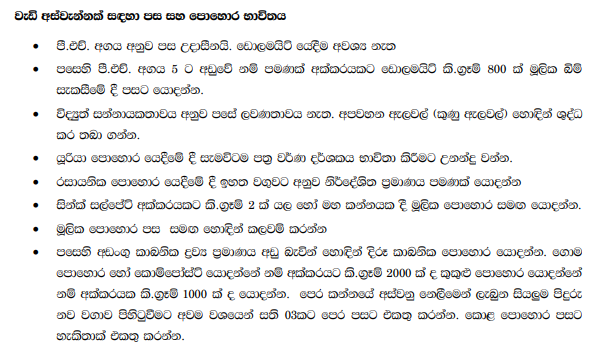 වැඩි අස්වැන්නක් සඳහා පස සහ පොහොර භාවිතය
• පී.එච්. අගය අනුව පස උදාසීනයි. ඩොලමයිට් යෙදීම අවශ්‍ය නැත
• පසෙහි පී.එච්. අගය 5 ට අඩුවේ නම් පමණක් අක්කරයකට ඩොලමයිට් කි.ග්‍රෑම් 800 ක් මූලික බිම්
සැකසීමේ දී පසට යොදන්න.
• විද්‍යුත් සන්නායකතාවය අනුව පසේ ලවණතාවය නැත. අපවහන ඇලවල් (කුණු ඇලවල්) හොඳින් ශුද්ධ
කර තබා ගන්න.
• යූරියා පොහොර යෙදීමේ දී සැමවිටම පත්‍ර වර්ණ දර්ශකය භාවිතා කිරීමට උනන්දු වන්න.
• රසායනික පොහොර යෙදීමේ දී ඉහත වගුවට අනුව නිර්දේශිත ප්‍රමාණය පමණක් යොදන්න
• සින්ක් සල්පේට් අක්කරයකට කි.ග්‍රෑම් 2 ක් යල හෝ මහ කන්නයක දී මූලික පොහොර සමඟ යොදන්න.
• මූලික පොහොර පස සමඟ හොඳින් කලවම් කරන්න
• පසෙහි අඩංගු කාබනික ද්‍රව්‍ය ප්‍රමාණය අඩු බැවින් හොඳින් දිරූ කාබනික පොහොර යොදන්න. ගොම
පොහොර හෝ කොම්පෝස්ට් යොදන්නේ නම් අක්කරයට කි.ග්‍රෑම් 2000 ක් ද කුකුළු පොහොර යොදන්නේ
නම් අක්කරයක කි.ග්‍රෑම් 1000 ක් ද යොදන්න. පෙර කන්නයේ අස්වනු නෙලීමෙන් ලැබුන සියලුම පිදුරු
නව වගාව පිහිටුවීමට අවම වශයෙන් සති 03කට පෙර පසට එකතු කරන්න. කොළ පොහොර පසට
හැකිතාක් එකතු කරන්න.